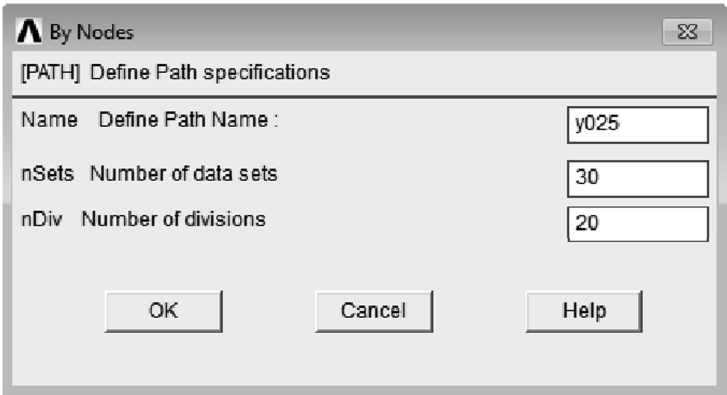 By Nodes
[PATH] Define Path specifications
Name Define Path Name : y025
nSets Number of data sets 30
nDiv Number of divisions 20
OK Cancel Help